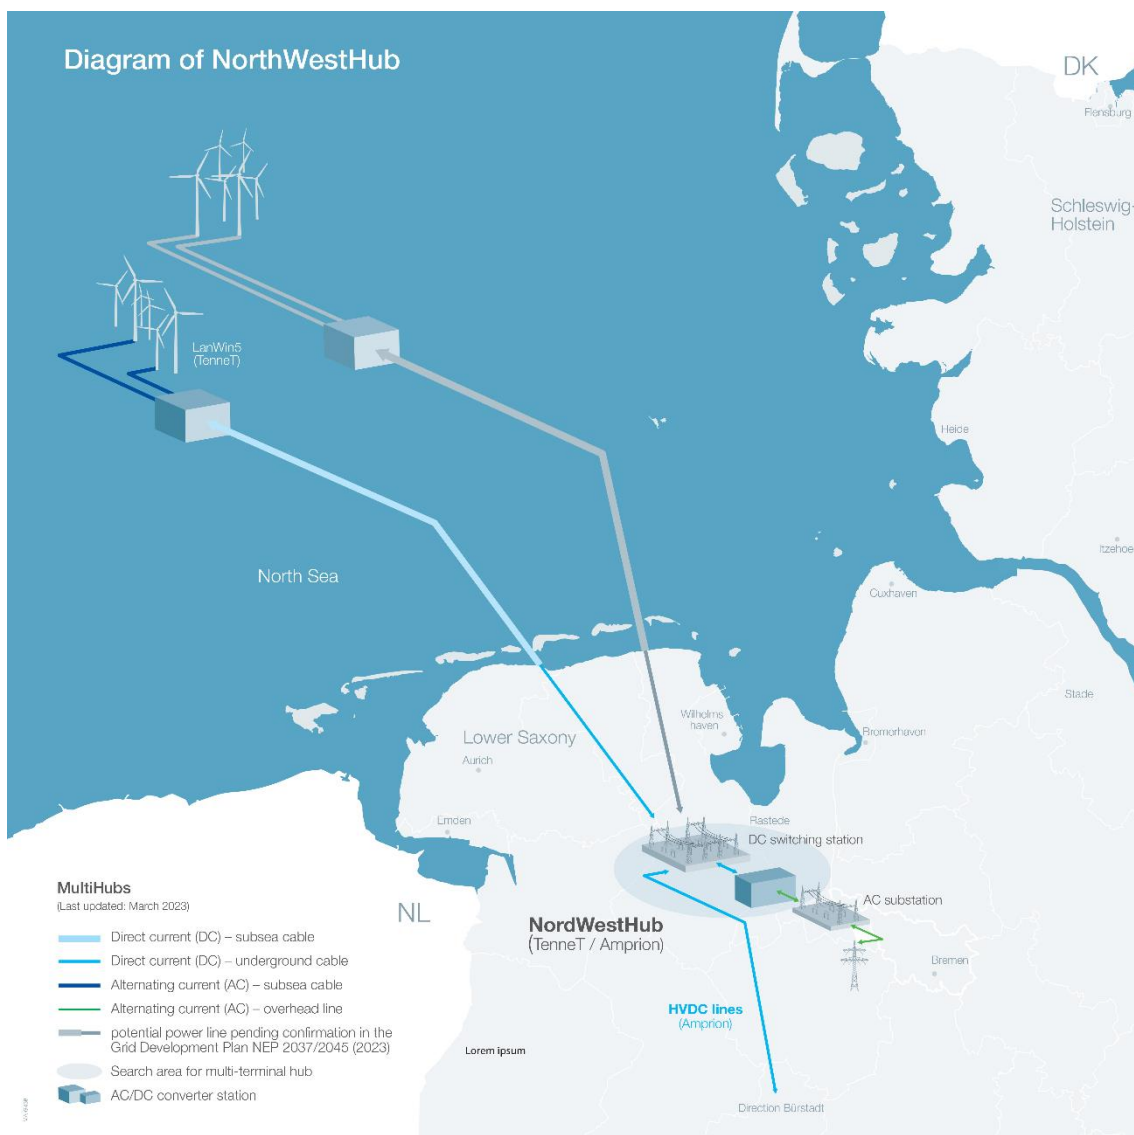 Diagram of NorthWestHub
DK
Flensburg
Schleswig-
Holstein
LanWin5
(TenneT)
Heide
Itzehoe
North Sea
Cuxhaven
Stade
Wilhelms
haven
Bremerhaven
Lower Saxony
Aurich
Emden
Rastede
DC switching station
AC substation
NL
NordWestHub
(TenneT / Amprion)
Bremen
HVDC lines
(Amprion)
Lorem ipsum
Direction Bürstadt
MultiHubs
(Last updated: March 2023)
Direct current (DC) – subsea cable
Direct current (DC) – underground cable
Alternating current (AC) – subsea cable
Alternating current (AC) – overhead line
potential power line pending confirmation in the
Grid Development Plan NEP 2037/2045 (2023)
Search area for multi-terminal hub
AC/DC converter station